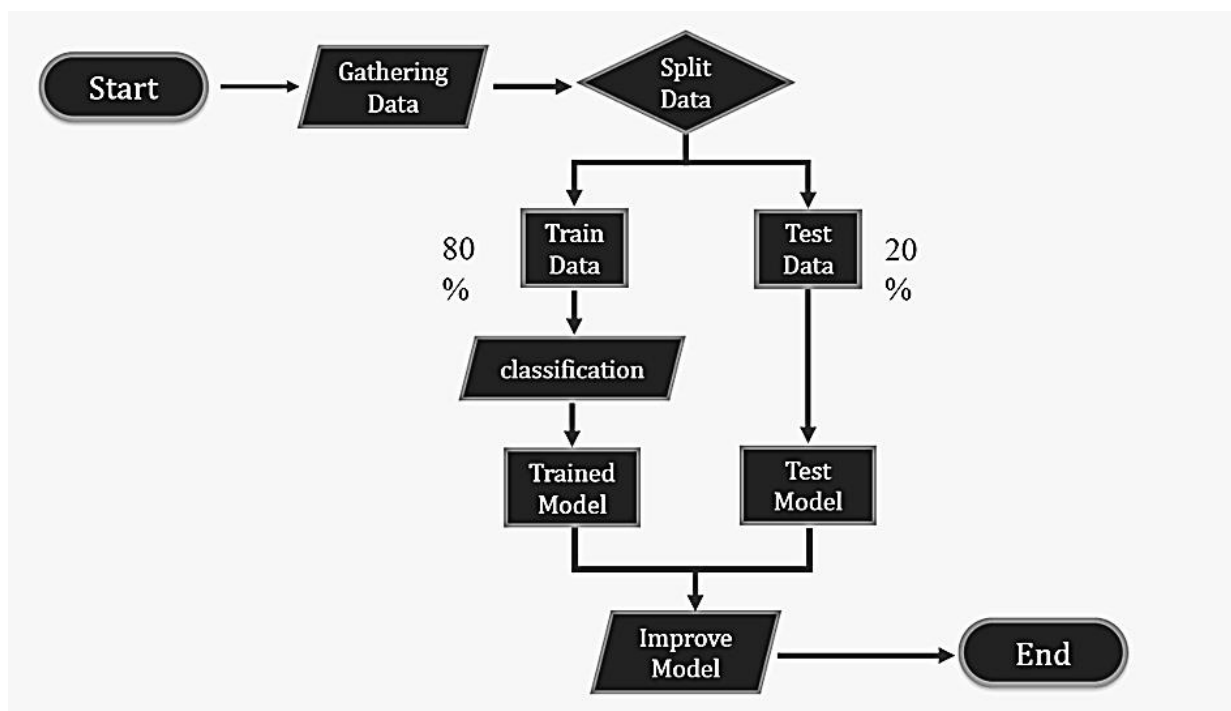 Start
Gathering
Data
Split
Data
80
%
Train
Data
Test
Data
20
%
classification
Trained
Model
Test
Model
Improve
Model
End